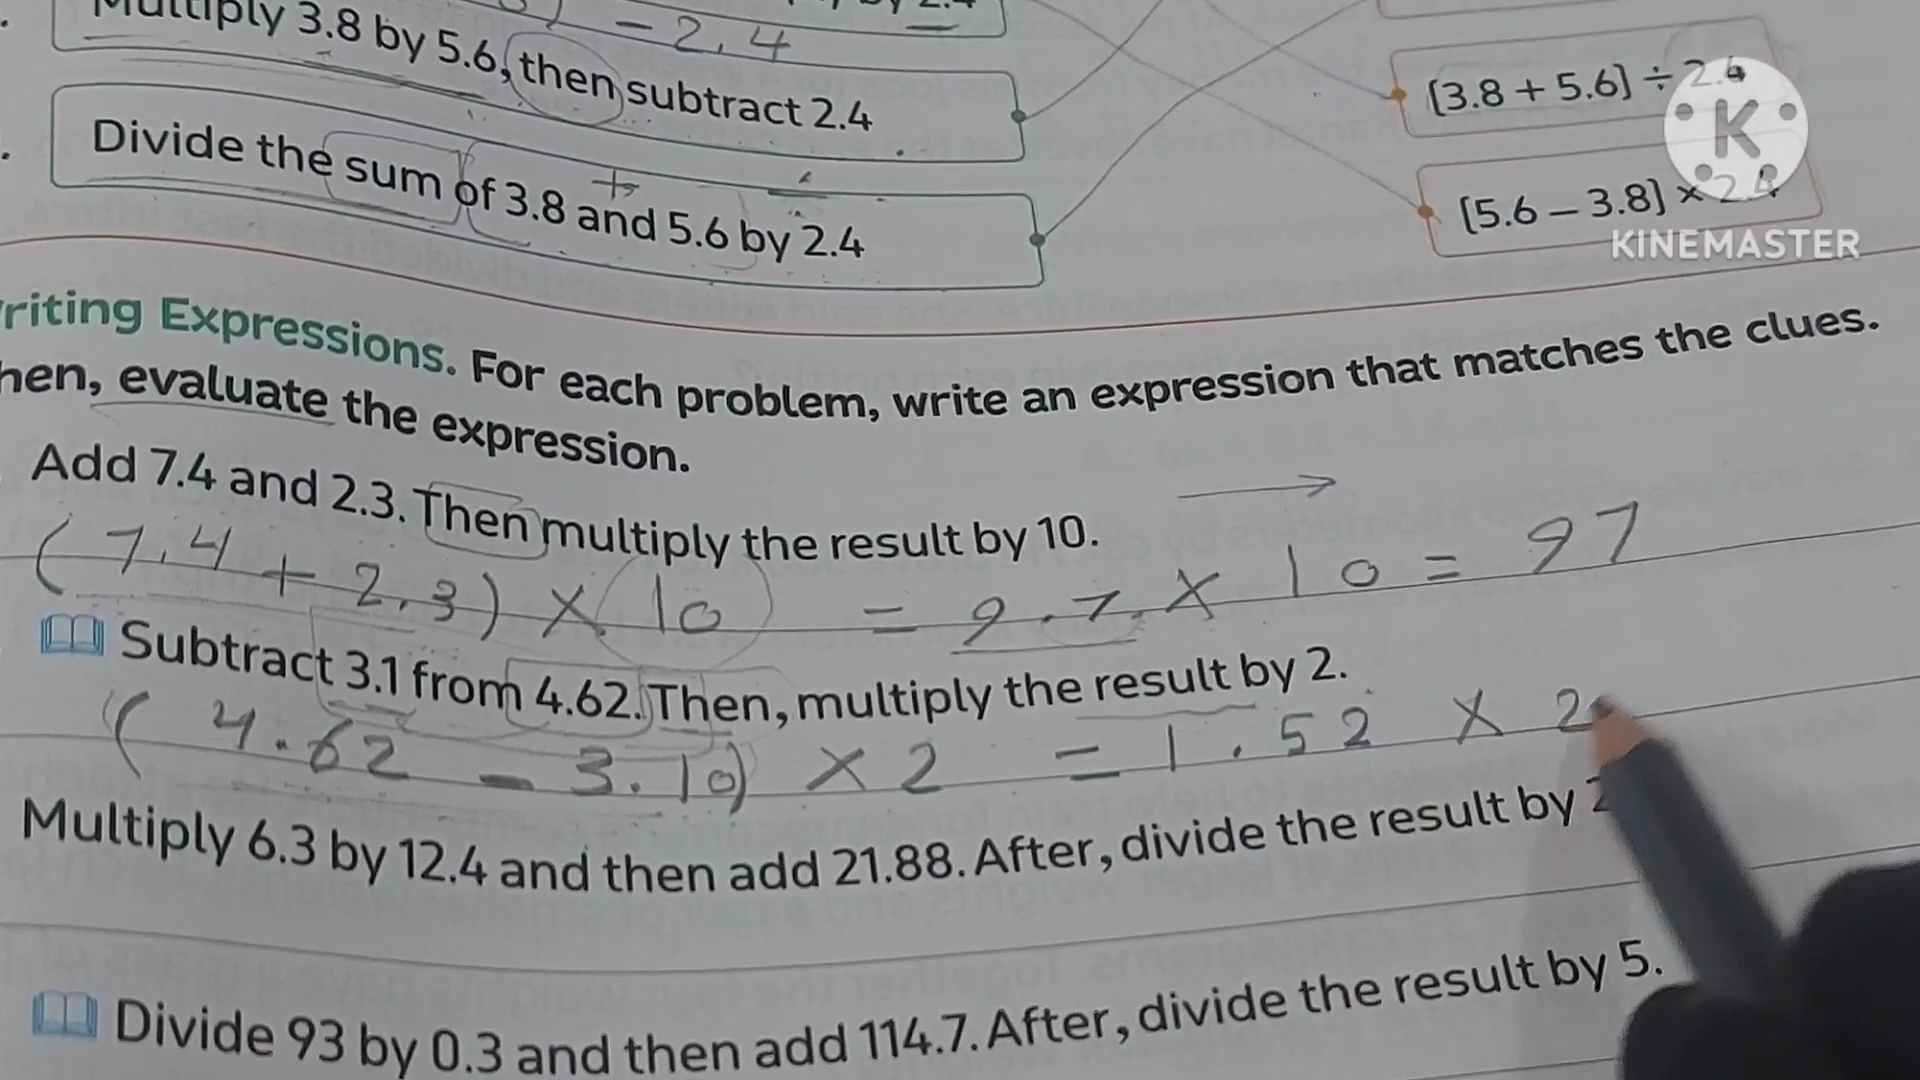 - 2.4
Multiply 3.8 by 5.6, then subtract 2.4
[3.8 + 5.6] ÷ 2.4
Divide the sum of 3.8 and 5.6 by 2.4
+ ÷
[5.6 – 3.8] × 2.4
K
KINEMASTER
riting Expressions. For each problem, write an expression that matches the clues.
hen, evaluate the expression.
Add 7.4 and 2.3. Then multiply the result by 10.
(7.4 + 2.3) × 10 = 9.7 × 10 = 97
Subtract 3.1 from 4.62. Then, multiply the result by 2.
(4.62 - 3.10) × 2 = 1.52 × 2
Multiply 6.3 by 12.4 and then add 21.88. After, divide the result by
Divide 93 by 0.3 and then add 114.7. After, divide the result by 5.